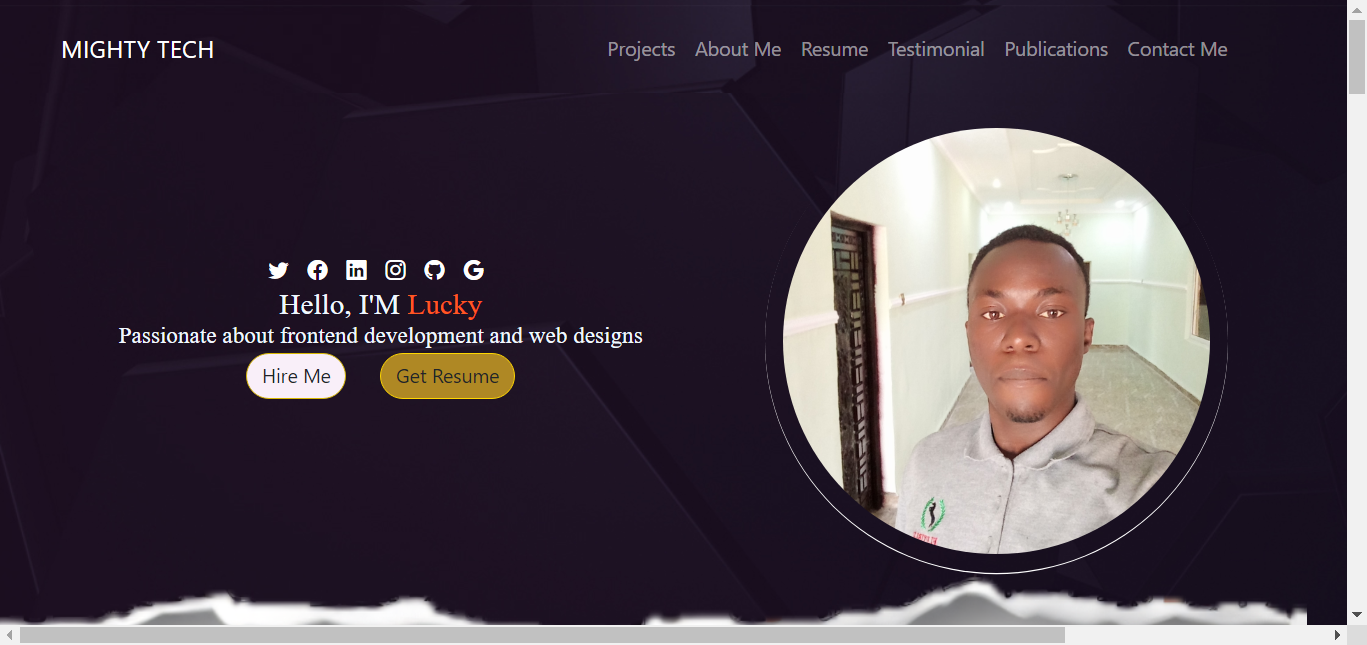 MIGHTY TECH
Projects About Me Resume Testimonial Publications Contact Me
Hello, I'M Lucky
Passionate about frontend development and web designs
Hire Me Get Resume